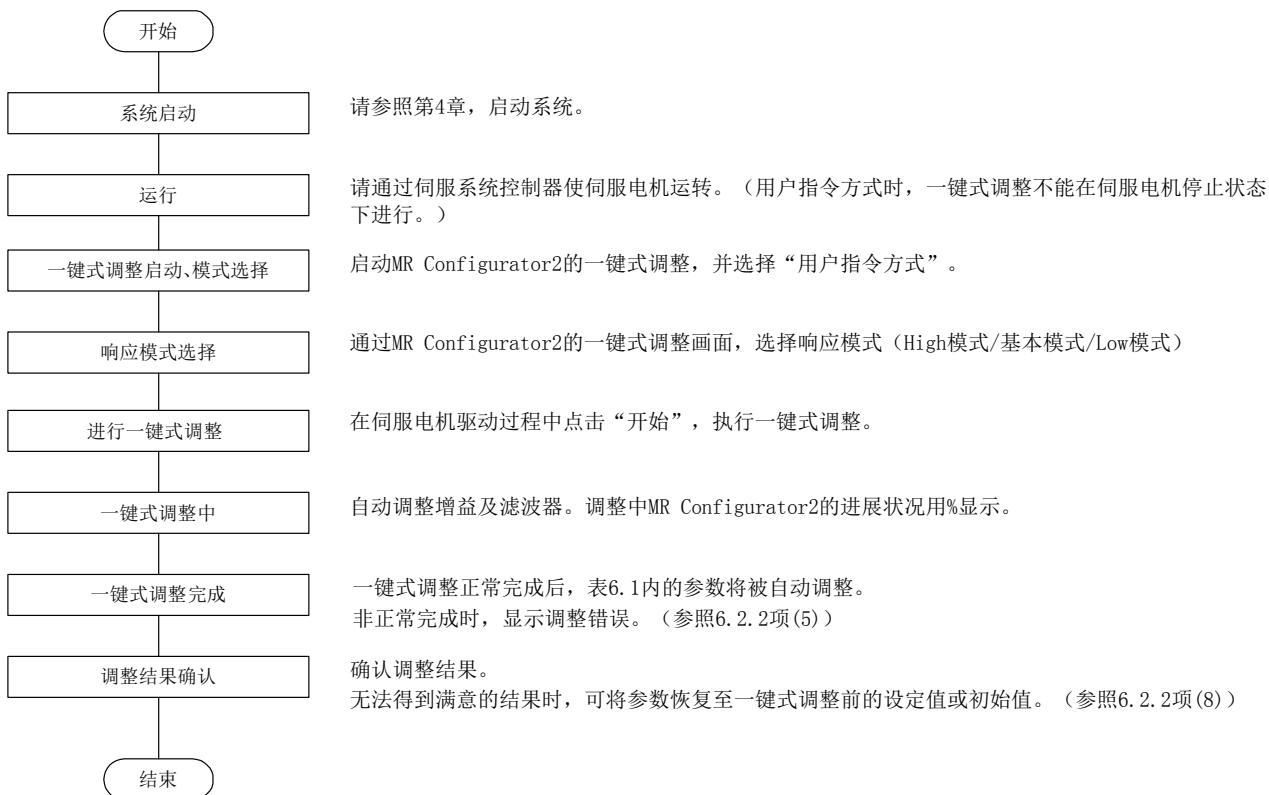 开始
系统启动
请参照第4章，启动系统。
运行
请通过伺服系统控制器使伺服电机运转。（用户指令方式时，一键式调整不能在伺服电机停止状态
下进行。）
一键式调整启动、模式选择
启动MR Configurator2的一键式调整，并选择“用户指令方式”。
响应模式选择
通过MR Configurator2的一键式调整画面，选择响应模式（High模式/基本模式/Low模式）
进行一键式调整
在伺服电机驱动过程中点击“开始”，执行一键式调整。
一键式调整中
自动调整增益及滤波器。调整中MR Configurator2的进展状况用%显示。
一键式调整完成
一键式调整正常完成后，表6.1内的参数将被自动调整。
非正常完成时，显示调整错误。（参照6.2.2项(5)）
调整结果确认
确认调整结果。
无法得到满意的结果时，可将参数恢复至一键式调整前的设定值或初始值。（参照6.2.2项(8)）
结束